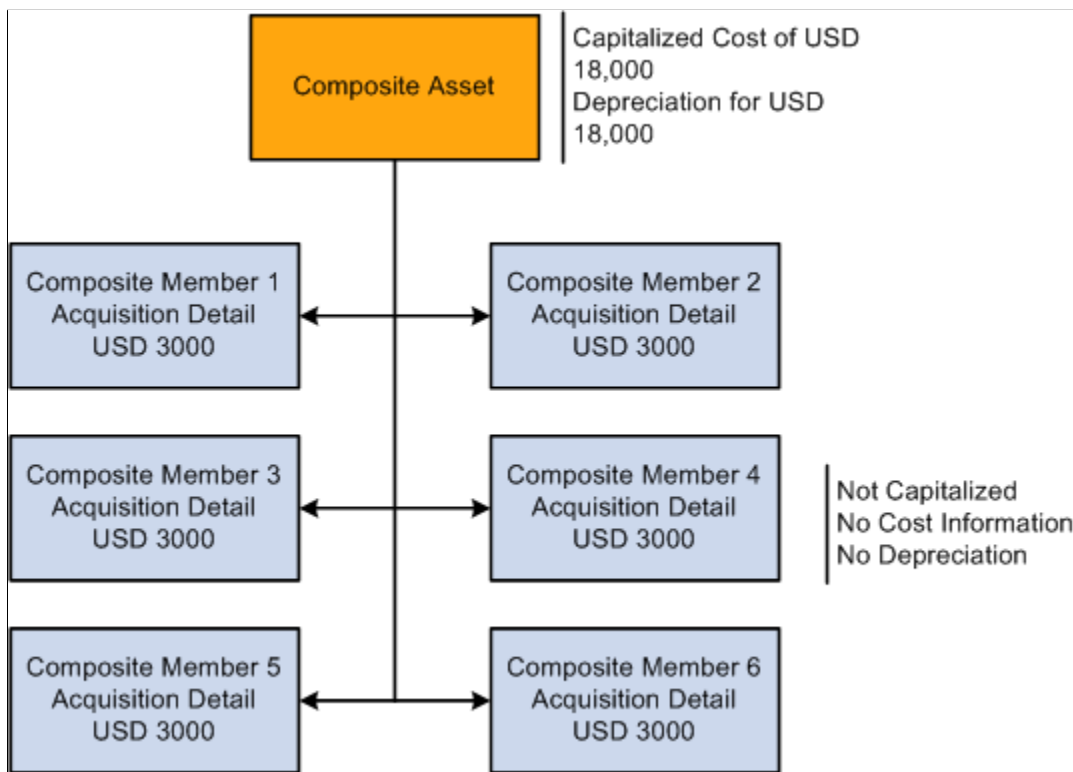 Composite Asset
Capitalized Cost of USD
18,000
Depreciation for USD
18,000
Composite Member 1
Acquisition Detail
USD 3000
Composite Member 2
Acquisition Detail
USD 3000
Composite Member 3
Acquisition Detail
USD 3000
Composite Member 4
Acquisition Detail
USD 3000
Not Capitalized
No Cost Information
No Depreciation
Composite Member 5
Acquisition Detail
USD 3000
Composite Member 6
Acquisition Detail
USD 3000